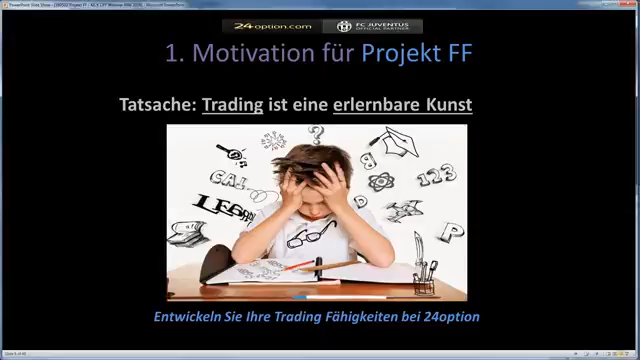 24option.com
FC JUVENTUS
OFFICIAL PARTNER
1. Motivation für Projekt FF
Tatsache: Trading ist eine erlernbare Kunst
?
g
CAL
123
D
P
Entwickeln Sie Ihre Trading Fähigkeiten bei 24option